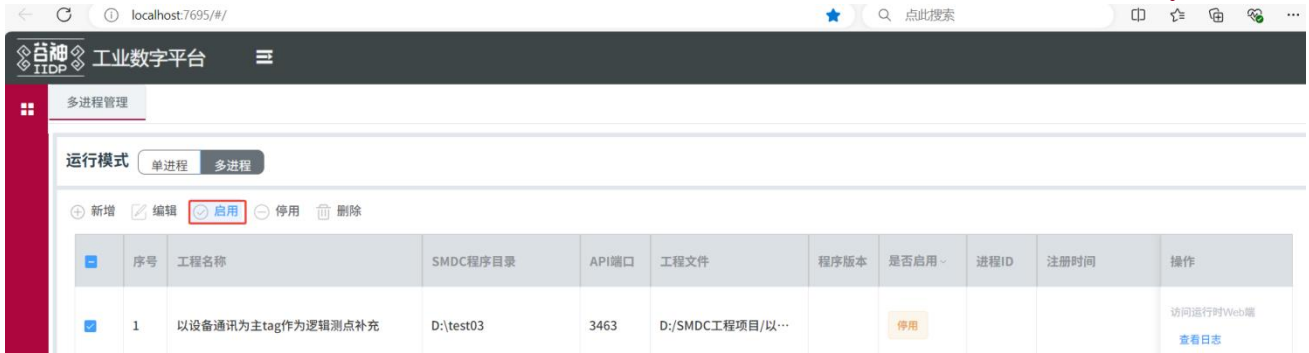 localhost:7695/#/
点此搜索
谷神
IIDP
工业数字平台
多进程管理
运行模式 单进程 多进程
新增 编辑 启用 停用 删除
序号 工程名称 SMDC程序目录 API端口 工程文件 程序版本 是否启用 进程ID 注册时间 操作
1 以设备通讯为主tag作为逻辑测点补充 D:\test03 3463 D:/SMDC工程项目/以… 停用 访问运行时Web端
查看日志